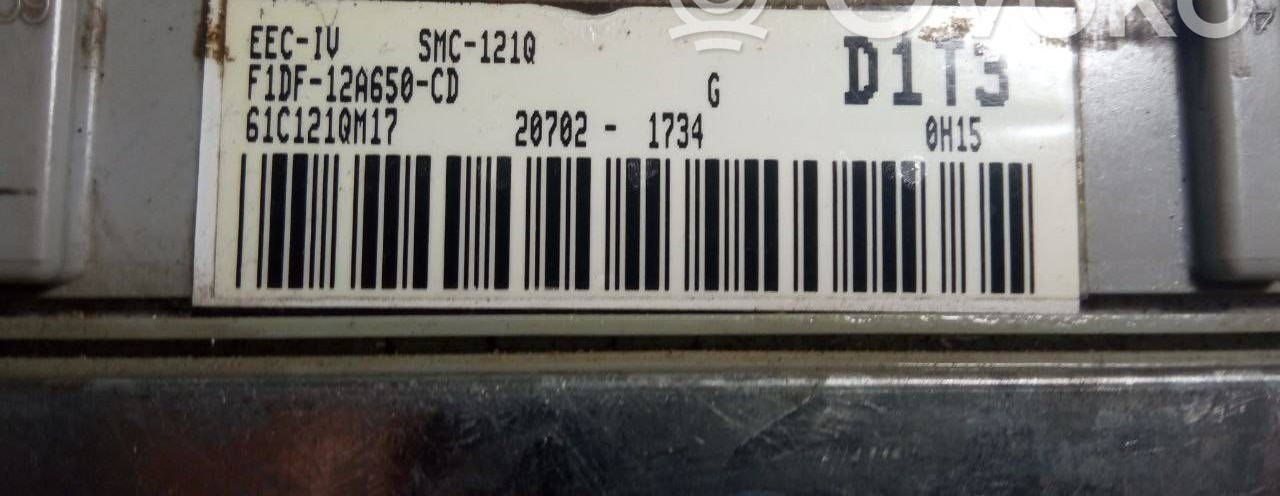 EEC-IV SMC-121Q D1T3
F1DF-12A650-CD G
61C121QM17 20702 - 1734 0H15